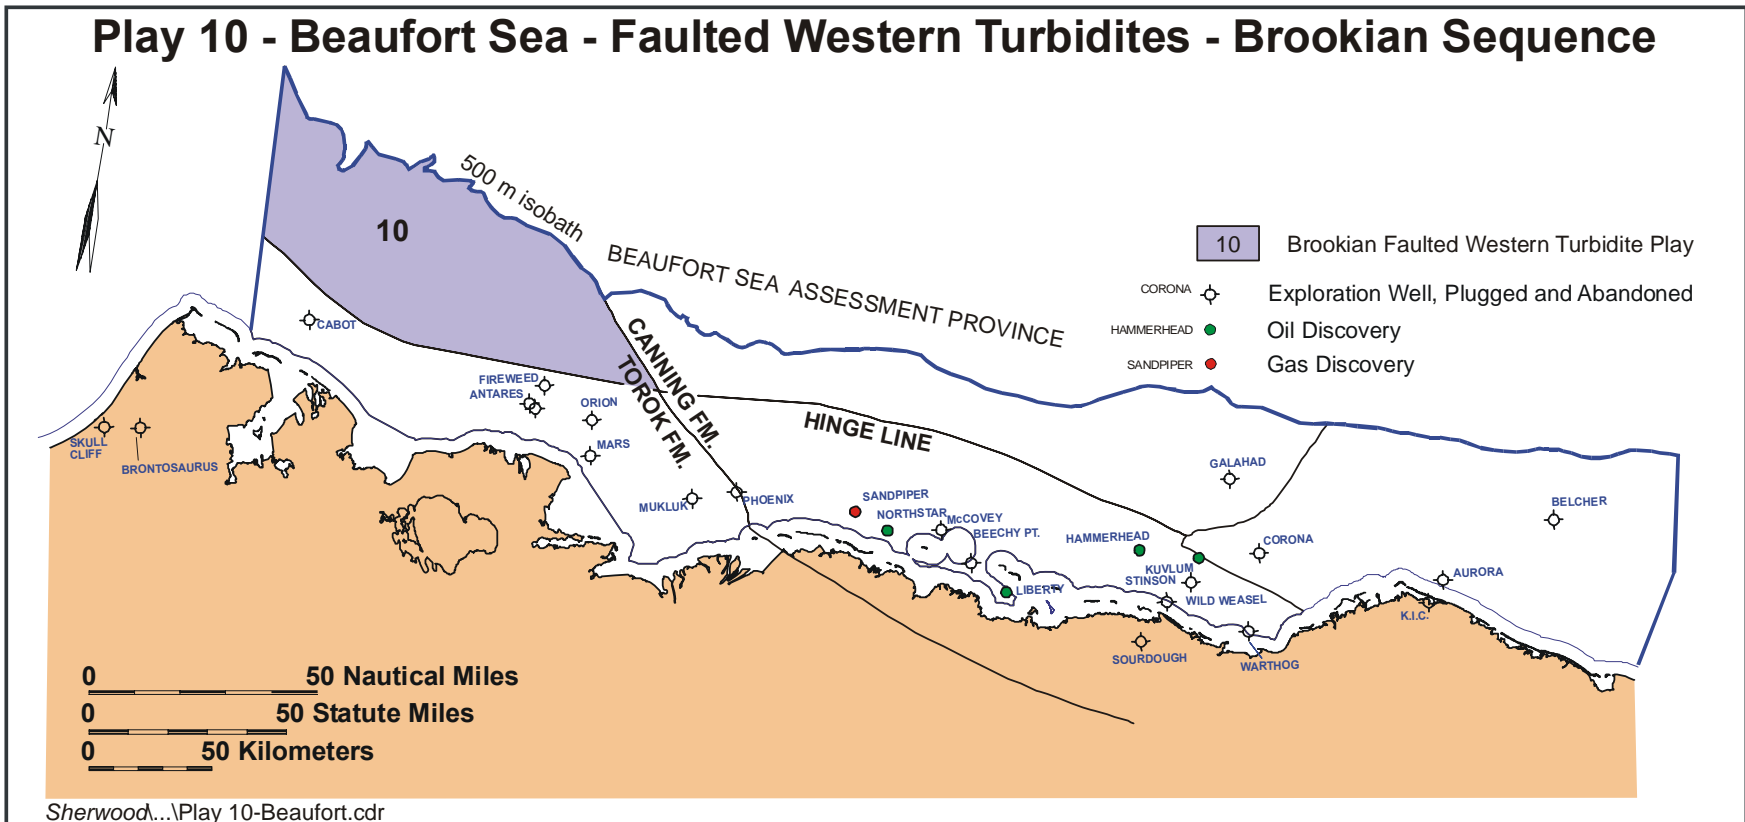 Play 10 - Beaufort Sea - Faulted Western Turbidites - Brookian Sequence
N
500 m isobath
10
BEAUFORT SEA ASSESSMENT PROVINCE
10 Brookian Faulted Western Turbidite Play
CORONA Exploration Well, Plugged and Abandoned
HAMMERHEAD Oil Discovery
SANDPIPER Gas Discovery
CABOT
CANNING FM.
TOROK FM.
HINGE LINE
FIREWEED
ANTARES
ORION
MARS
SKULL
CLIFF
BRONTOSAURUS
MUKLUK
PHOENIX
SANDPIPER
NORTHSTAR
McCOVEY
BEECHY PT.
LIBERTY
GALAHAD
HAMMERHEAD
CORONA
KUVLUM
STINSON
WILD WEASEL
BELCHER
AURORA
K.I.C.
SOURDOUGH
WARTHOG
0 50 Nautical Miles
0 50 Statute Miles
0 50 Kilometers
Sherwood\...\Play 10-Beaufort.cdr